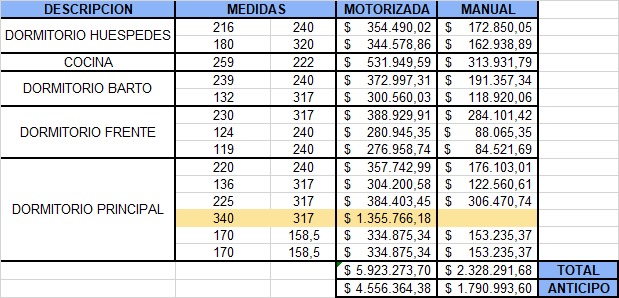 DESCRIPCION MEDIDAS MOTORIZADA MANUAL
DORMITORIO HUESPEDES 216 240 $ 354.490,02 $ 172.850,05
180 320 $ 344.578,86 $ 162.938,89
COCINA 259 222 $ 531.949,59 $ 313.931,79
DORMITORIO BARTO 239 240 $ 372.997,31 $ 191.357,34
132 317 $ 300.560,03 $ 118.920,06
DORMITORIO FRENTE 230 317 $ 388.929,91 $ 284.101,42
124 240 $ 280.945,35 $ 88.065,35
119 240 $ 276.958,74 $ 84.521,69
DORMITORIO PRINCIPAL 220 240 $ 357.742,99 $ 176.103,01
136 317 $ 304.200,58 $ 122.560,61
225 317 $ 384.403,45 $ 306.470,74
340 317 $ 1.355.766,18
170 158,5 $ 334.875,34 $ 153.235,37
170 158,5 $ 334.875,34 $ 153.235,37
$ 5.923.273,70 $ 2.328.291,68 TOTAL
$ 4.556.364,38 $ 1.790.993,60 ANTICIPO